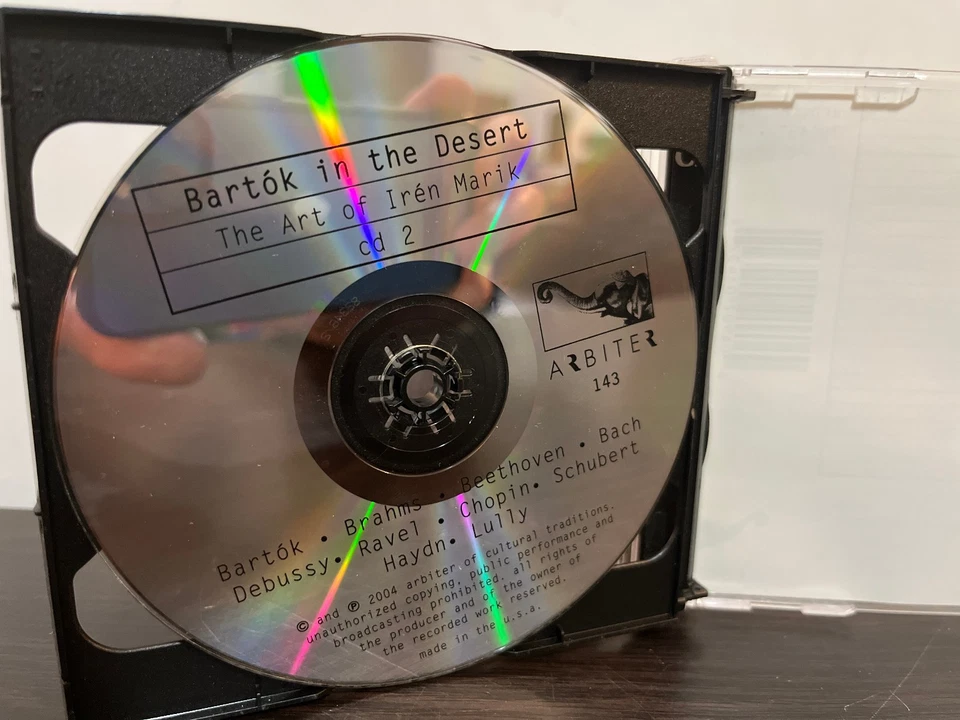 Bartók in the Desert
The Art of Irén Marik
cd 2
ARBITER
143
Bartók • Brahms • Beethoven • Bach
Debussy• Ravel • Chopin• Schubert
Haydn• Lully
© and ℗ 2004 arbiter of cultural traditions.
unauthorized copying, public performance and
broadcasting prohibited. all rights of
the producer and of the owner of
the recorded work reserved.
made in the u.s.a.